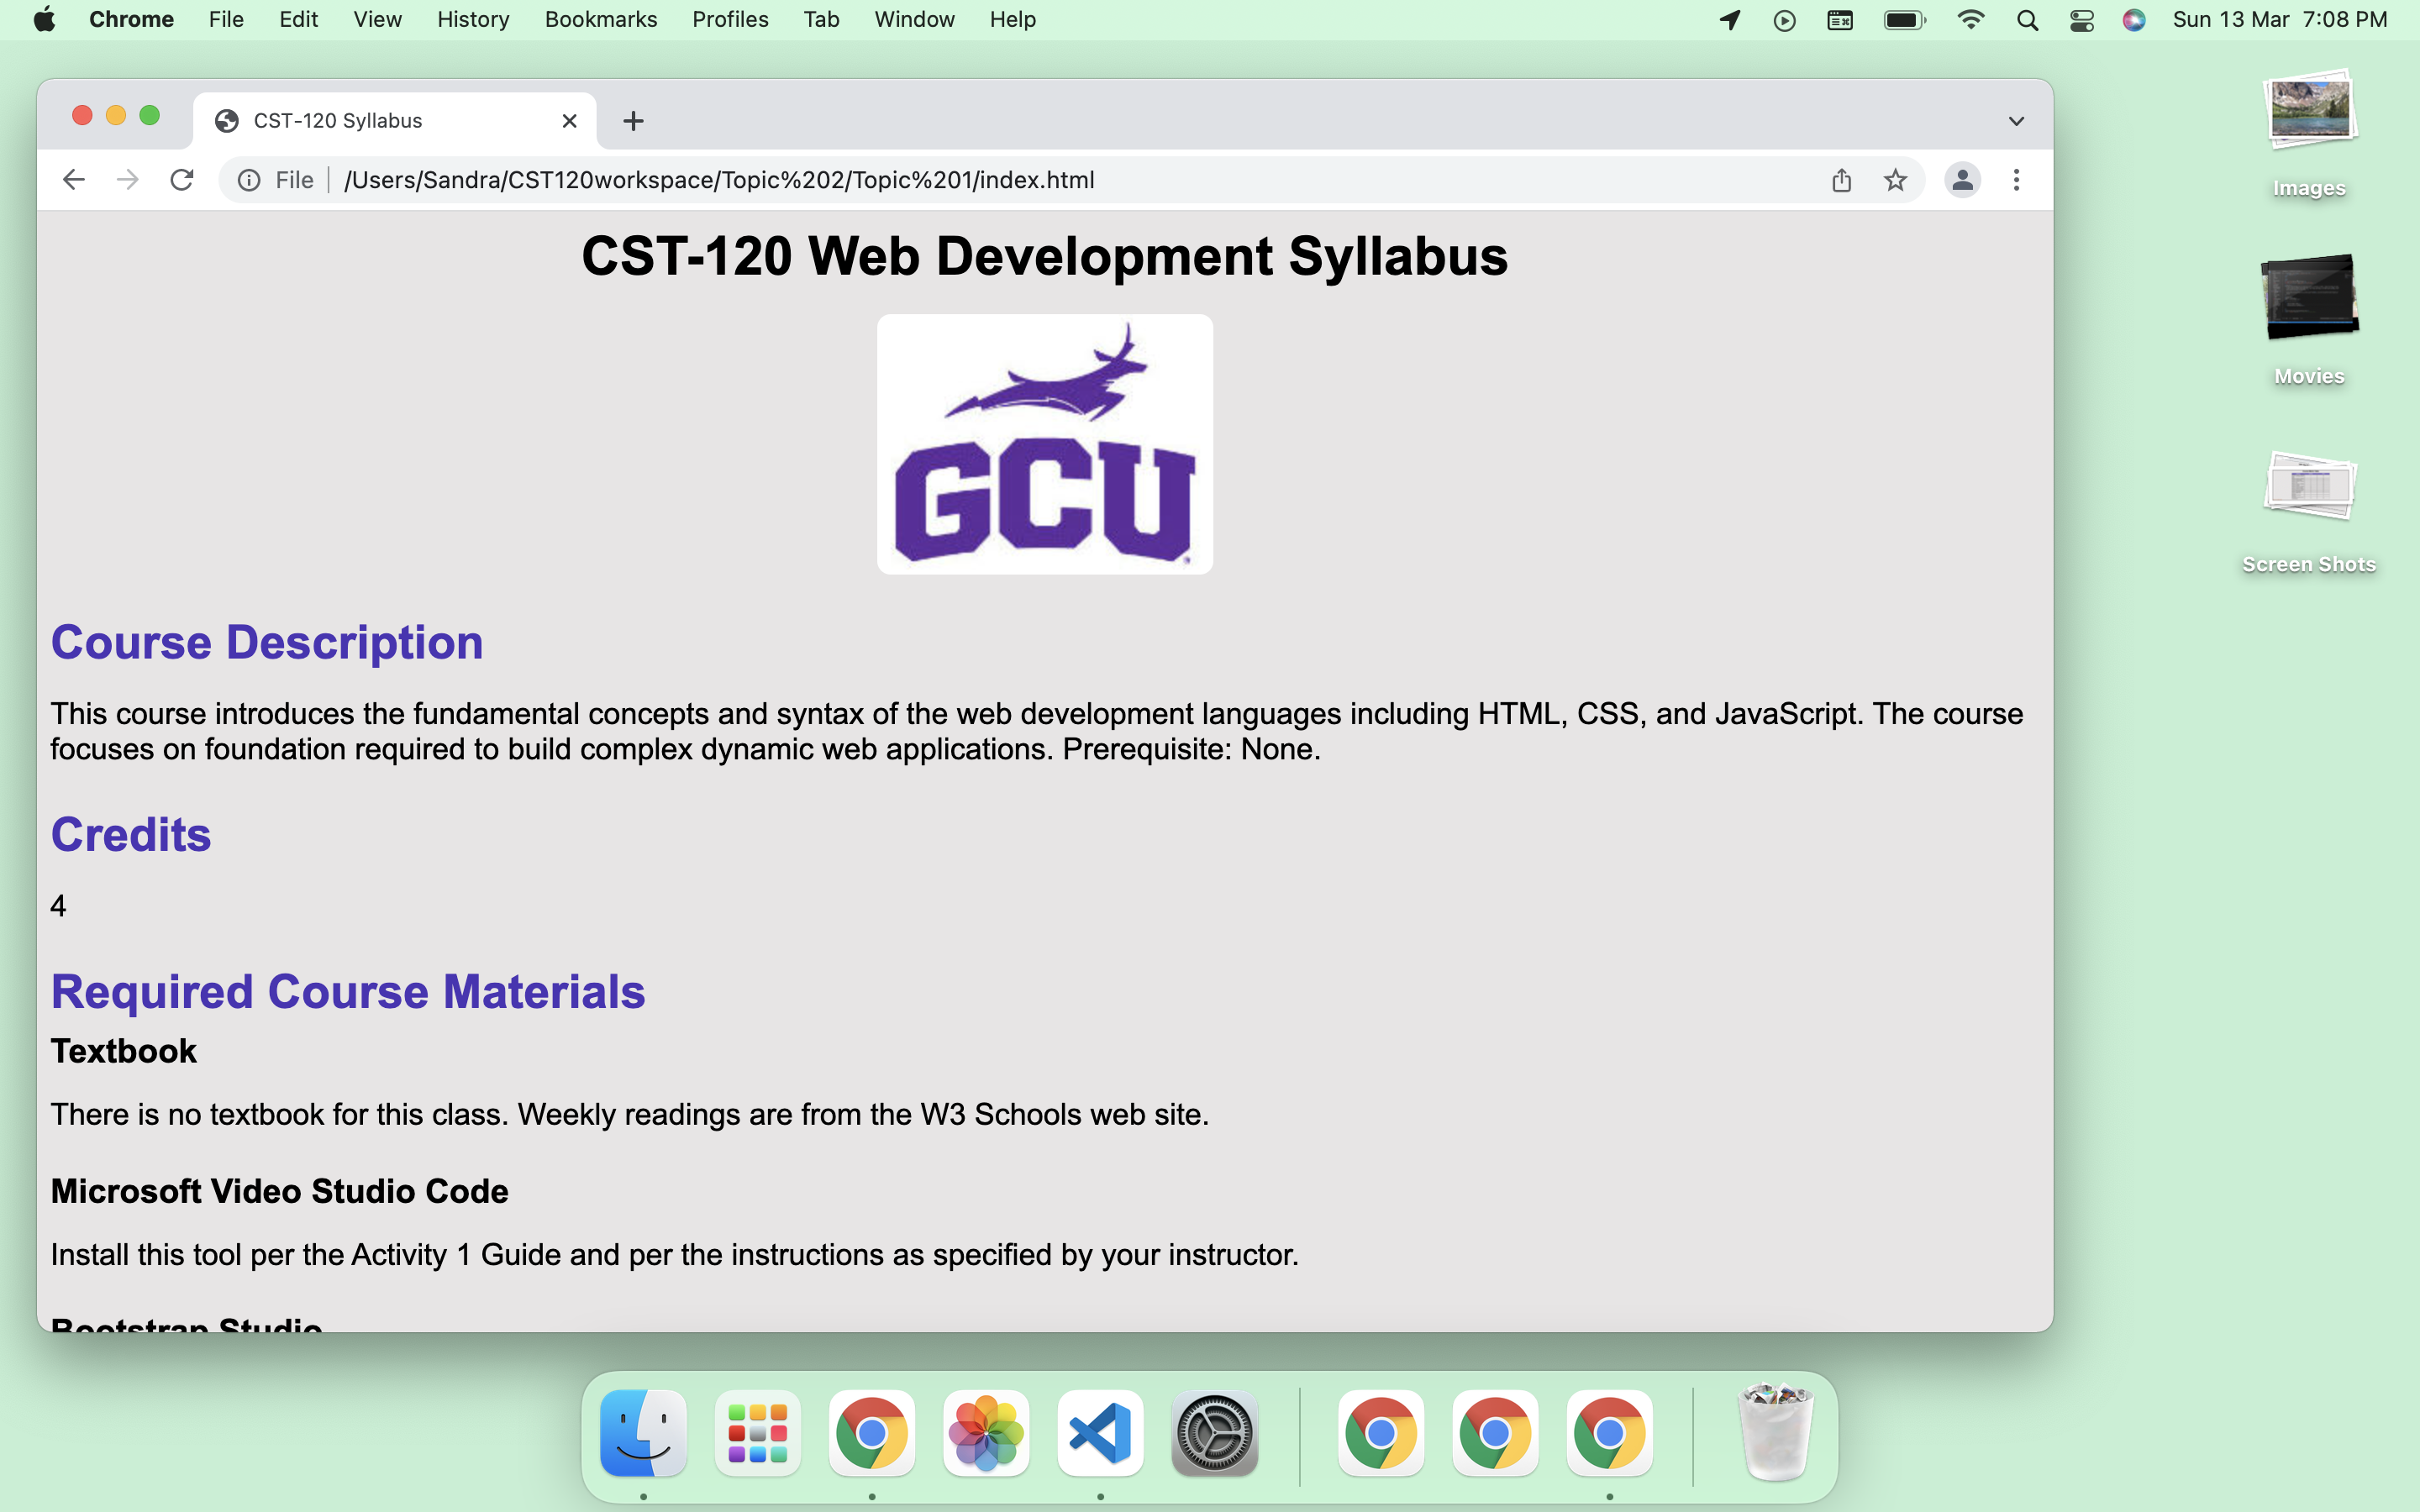 Chrome File Edit View History Bookmarks Profiles Tab Window Help Sun 13 Mar 7:08 PM
CST-120 Syllabus
File /Users/Sandra/CST120workspace/Topic%202/Topic%201/index.html
Images
Movies
Screen Shots
CST-120 Web Development Syllabus
GCU
Course Description
This course introduces the fundamental concepts and syntax of the web development languages including HTML, CSS, and JavaScript. The course
focuses on foundation required to build complex dynamic web applications. Prerequisite: None.
Credits
4
Required Course Materials
Textbook
There is no textbook for this class. Weekly readings are from the W3 Schools web site.
Microsoft Video Studio Code
Install this tool per the Activity 1 Guide and per the instructions as specified by your instructor.
Bootstrap Studio